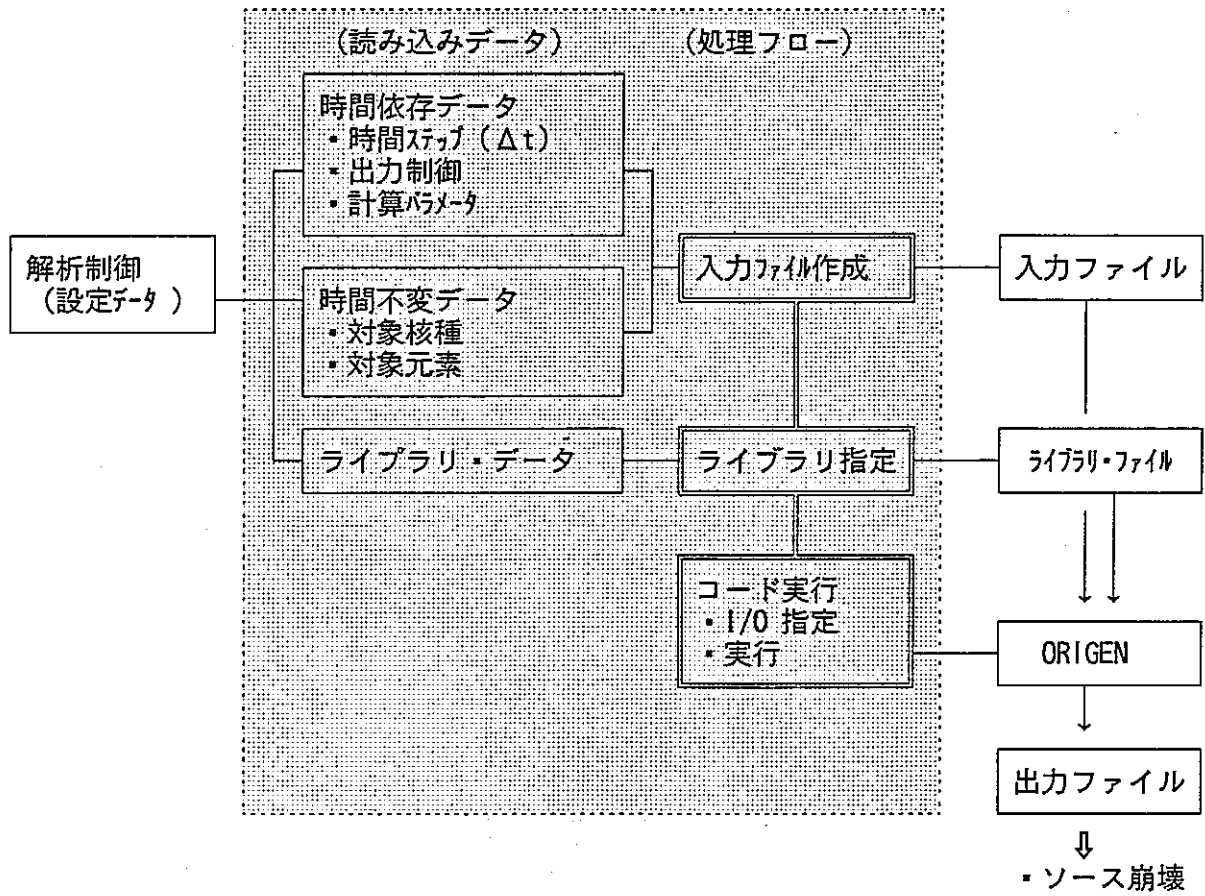 (読み込みデータ)
(処理フロー)
時間依存データ
・時間ステップ (Δt)
・出力制御
・計算パラメータ
解析制御
(設定データ)
時間不変データ
・対象核種
・対象元素
入力ファイル作成
入力ファイル
ライブラリ・データ
ライブラリ指定
ライブラリ・ファイル
コード実行
・I/O 指定
・実行
ORIGEN
出力ファイル
⇩
・ソース崩壊